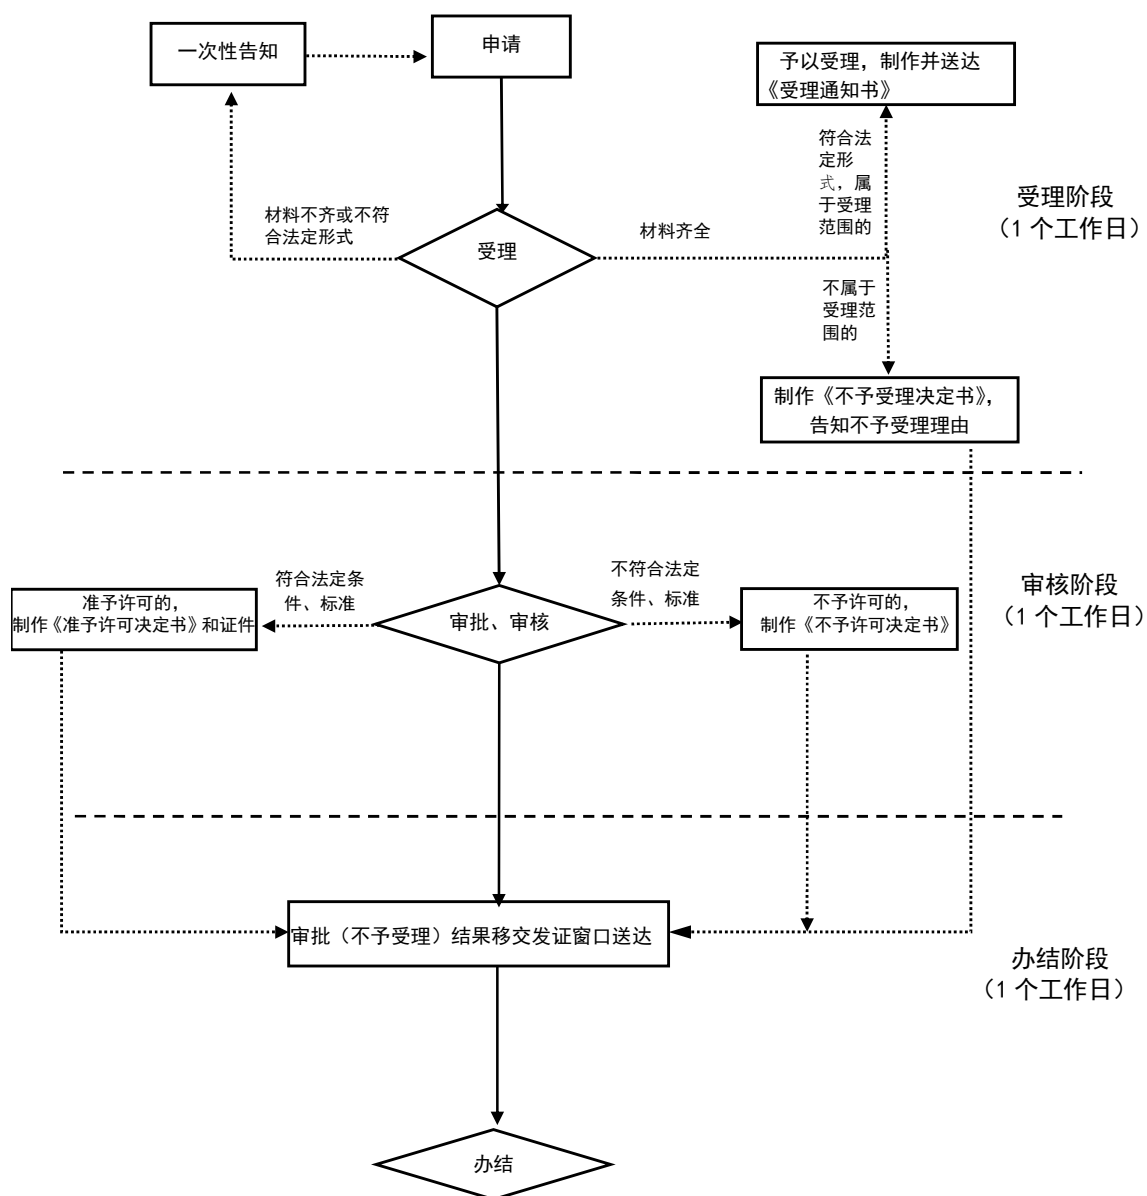 一次性告知
申请
予以受理，制作并送达
《受理通知书》
符合法
定形
式，属
于受理
范围的
受理阶段
（1个工作日）
材料不齐或不符
合法定形式
受理
材料齐全
不属于
受理范
围的
制作《不予受理决定书》，
告知不予受理理由
符合法定条
件、标准
不符合法定
条件、标准
审核阶段
（1个工作日）
准予许可的，
制作《准予许可决定书》和证件
审批、审核
不予许可的，
制作《不予许可决定书》
审批（不予受理）结果移交发证窗口送达
办结阶段
（1个工作日）
办结